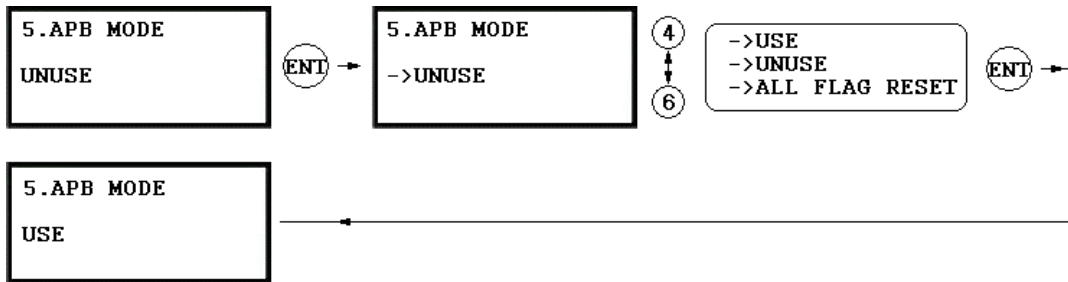 5.APB MODE
UNUSE
ENT
5.APB MODE
->UNUSE
4
6
->USE
->UNUSE
->ALL FLAG RESET
ENT
5.APB MODE
USE